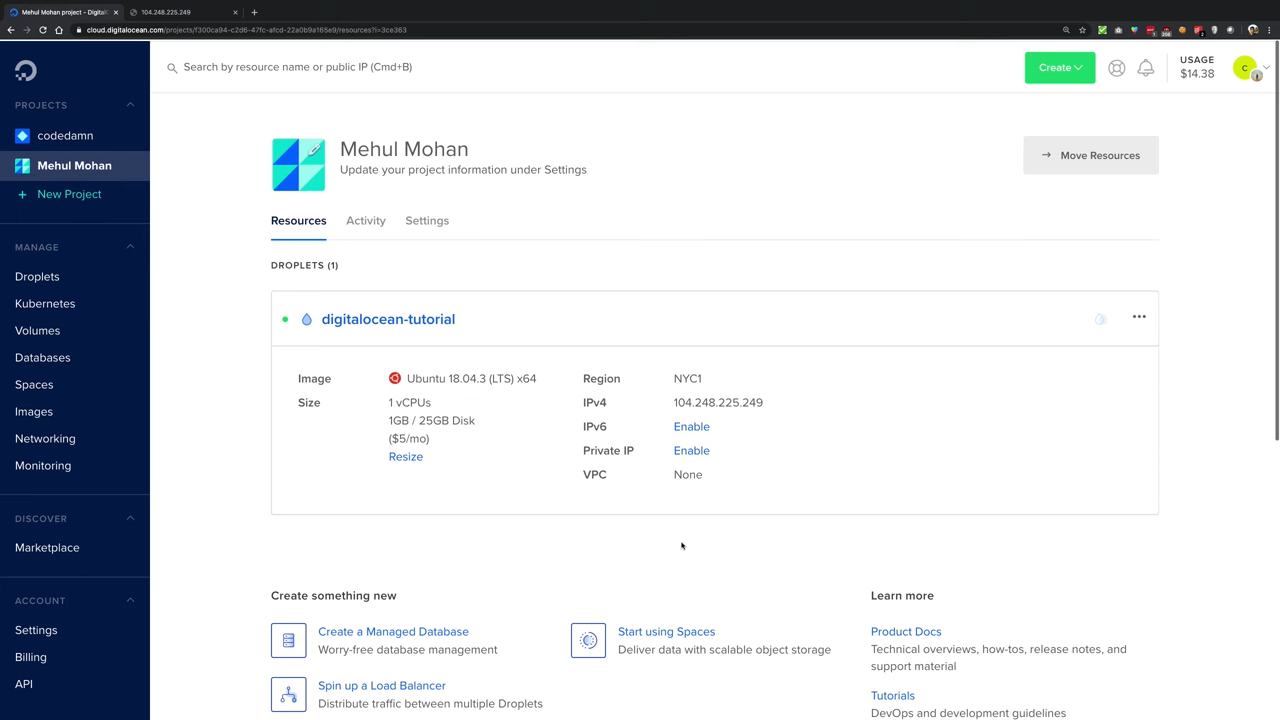 Mehul Mohan project - DigitalOc
104.248.225.249
cloud.digitalocean.com/projects/f300ca94-c2d6-47fc-afcd-22a0b9a165e9/resources?i=3ce363
Search by resource name or public IP (Cmd+B)
Create
USAGE
$14.38
C
PROJECTS
codedamn
Mehul Mohan
+ New Project
MANAGE
Droplets
Kubernetes
Volumes
Databases
Spaces
Images
Networking
Monitoring
DISCOVER
Marketplace
ACCOUNT
Settings
Billing
API
Mehul Mohan
Update your project information under Settings
Move Resources
Resources
Activity
Settings
DROPLETS (1)
digitalocean-tutorial
Image
Ubuntu 18.04.3 (LTS) x64
Size
1 vCPUs
1GB / 25GB Disk
($5/mo)
Resize
Region
NYC1
IPv4
104.248.225.249
IPv6
Enable
Private IP
Enable
VPC
None
Create something new
Create a Managed Database
Worry-free database management
Spin up a Load Balancer
Distribute traffic between multiple Droplets
Start using Spaces
Deliver data with scalable object storage
Learn more
Product Docs
Technical overviews, how-tos, release notes, and
support material
Tutorials
DevOps and development guidelines